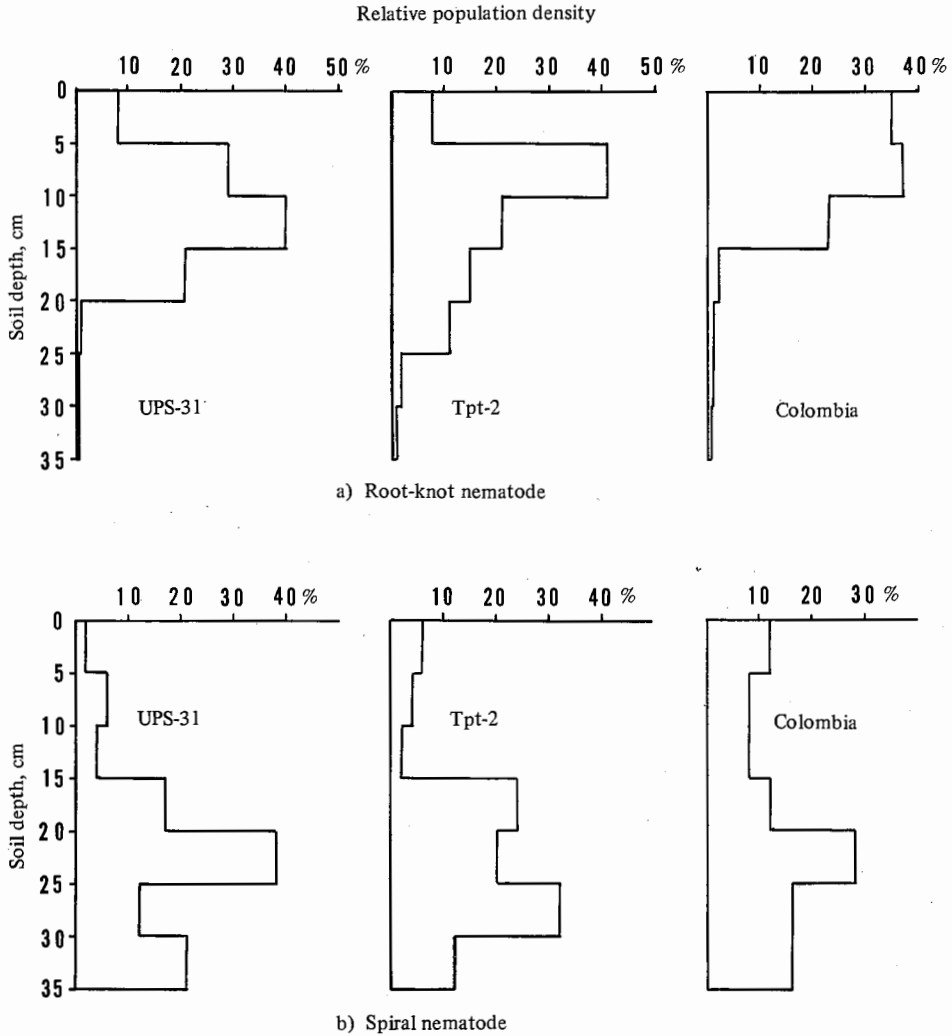 Relative population density
10 20 30 40 50 %
10 20 30 40 50 %
10 20 30 40 %
Soil depth, cm
0
5
10
15
20
25
30
35
UPS-31
Tpt-2
Colombia
a) Root-knot nematode
10 20 30 40 %
10 20 30 40 %
10 20 30 %
Soil depth, cm
0
5
10
15
20
25
30
35
UPS-31
Tpt-2
Colombia
b) Spiral nematode